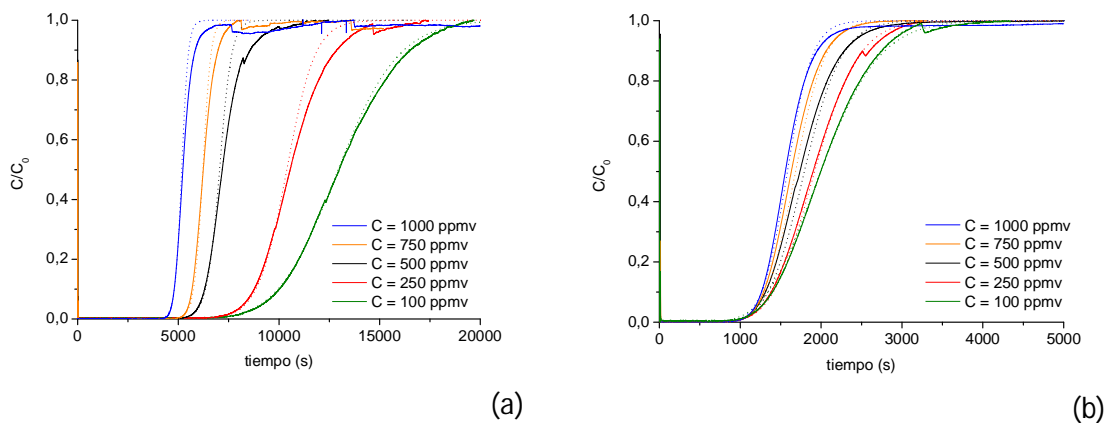 1,0
0,8
0,6
0,4
0,2
0,0
C/C0
0
5000
10000
15000
20000
tiempo (s)
C = 1000 ppmv
C = 750 ppmv
C = 500 ppmv
C = 250 ppmv
C = 100 ppmv
(a)
1,0
0,8
0,6
0,4
0,2
0,0
C/C0
0
1000
2000
3000
4000
5000
tiempo (s)
C = 1000 ppmv
C = 750 ppmv
C = 500 ppmv
C = 250 ppmv
C = 100 ppmv
(b)